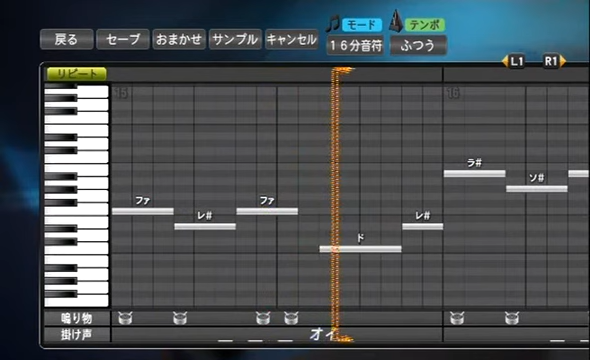 モード テンポ
戻る セーブ おまかせ サンプル キャンセル 16分音符 ふつう
L1 R1
リピート
15 16
ラ#
ソ#
ファ ファ
レ# レ#
ド
鳴り物
掛け声 オイ